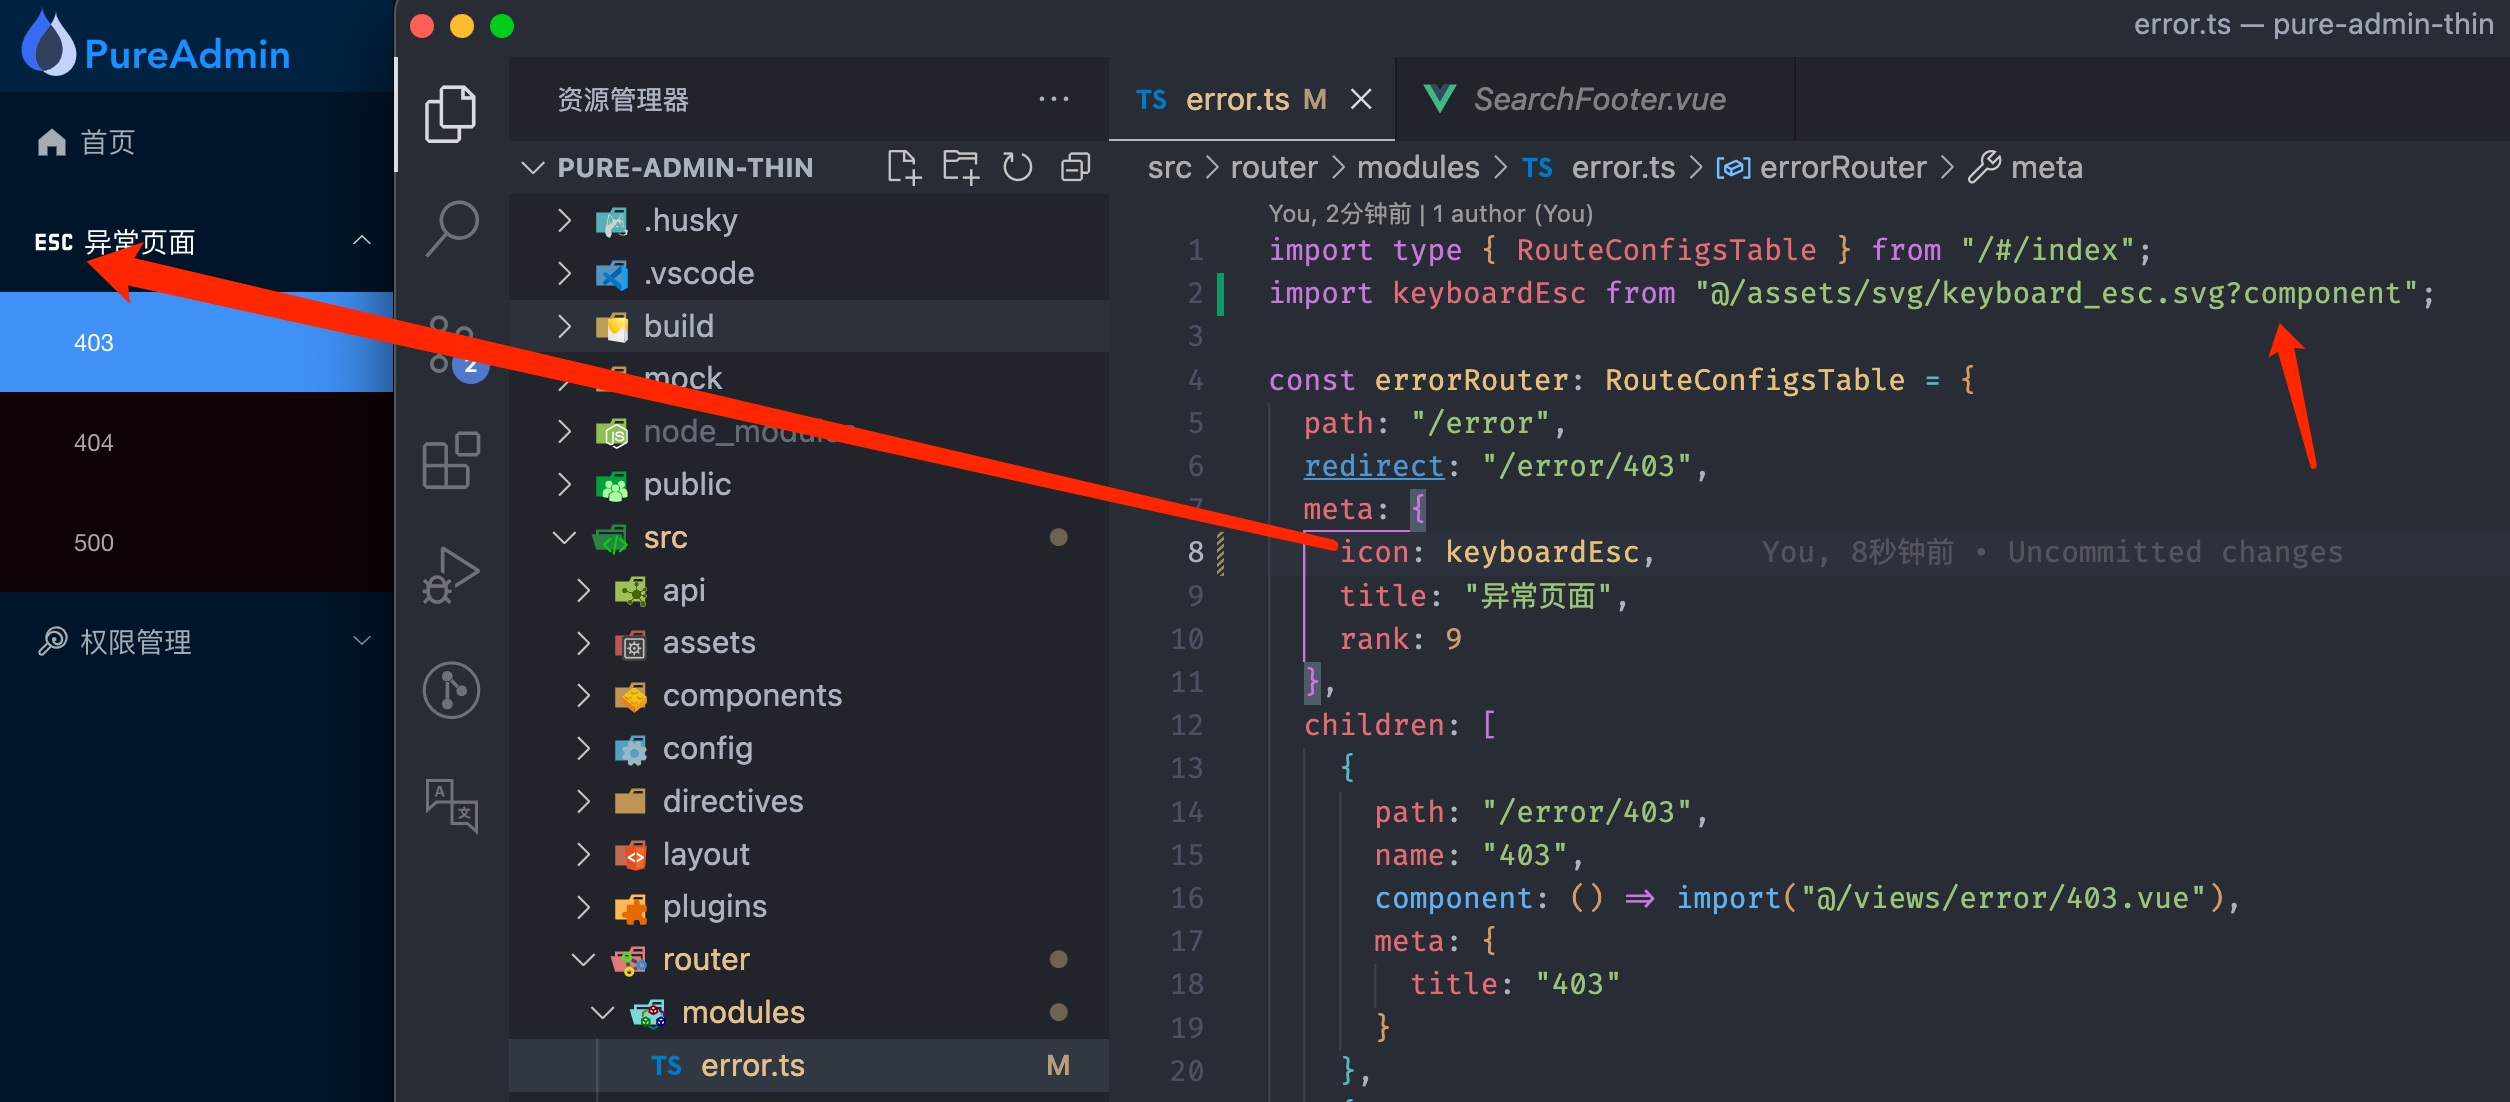 PureAdmin
首页
ESC 异常页面
403
404
500
权限管理
error.ts — pure-admin-thin
2
资源管理器
PURE-ADMIN-THIN
.husky
.vscode
build
mock
node_modules
public
src
api
assets
components
config
directives
layout
plugins
router
modules
TS error.ts M
TS error.ts M
SearchFooter.vue
src > router > modules > TS error.ts > errorRouter > meta
You, 2分钟前 | 1 author (You)
1 import type { RouteConfigsTable } from "/#/index";
2 import keyboardEsc from "@/assets/svg/keyboard_esc.svg?component";
3
4 const errorRouter: RouteConfigsTable = {
5 path: "/error",
6 redirect: "/error/403",
7 meta: {
8 icon: keyboardEsc, You, 8秒钟前 • Uncommitted changes
9 title: "异常页面",
10 rank: 9
11 },
12 children: [
13 {
14 path: "/error/403",
15 name: "403",
16 component: () => import("@/views/error/403.vue"),
17 meta: {
18 title: "403"
19 }
20 },